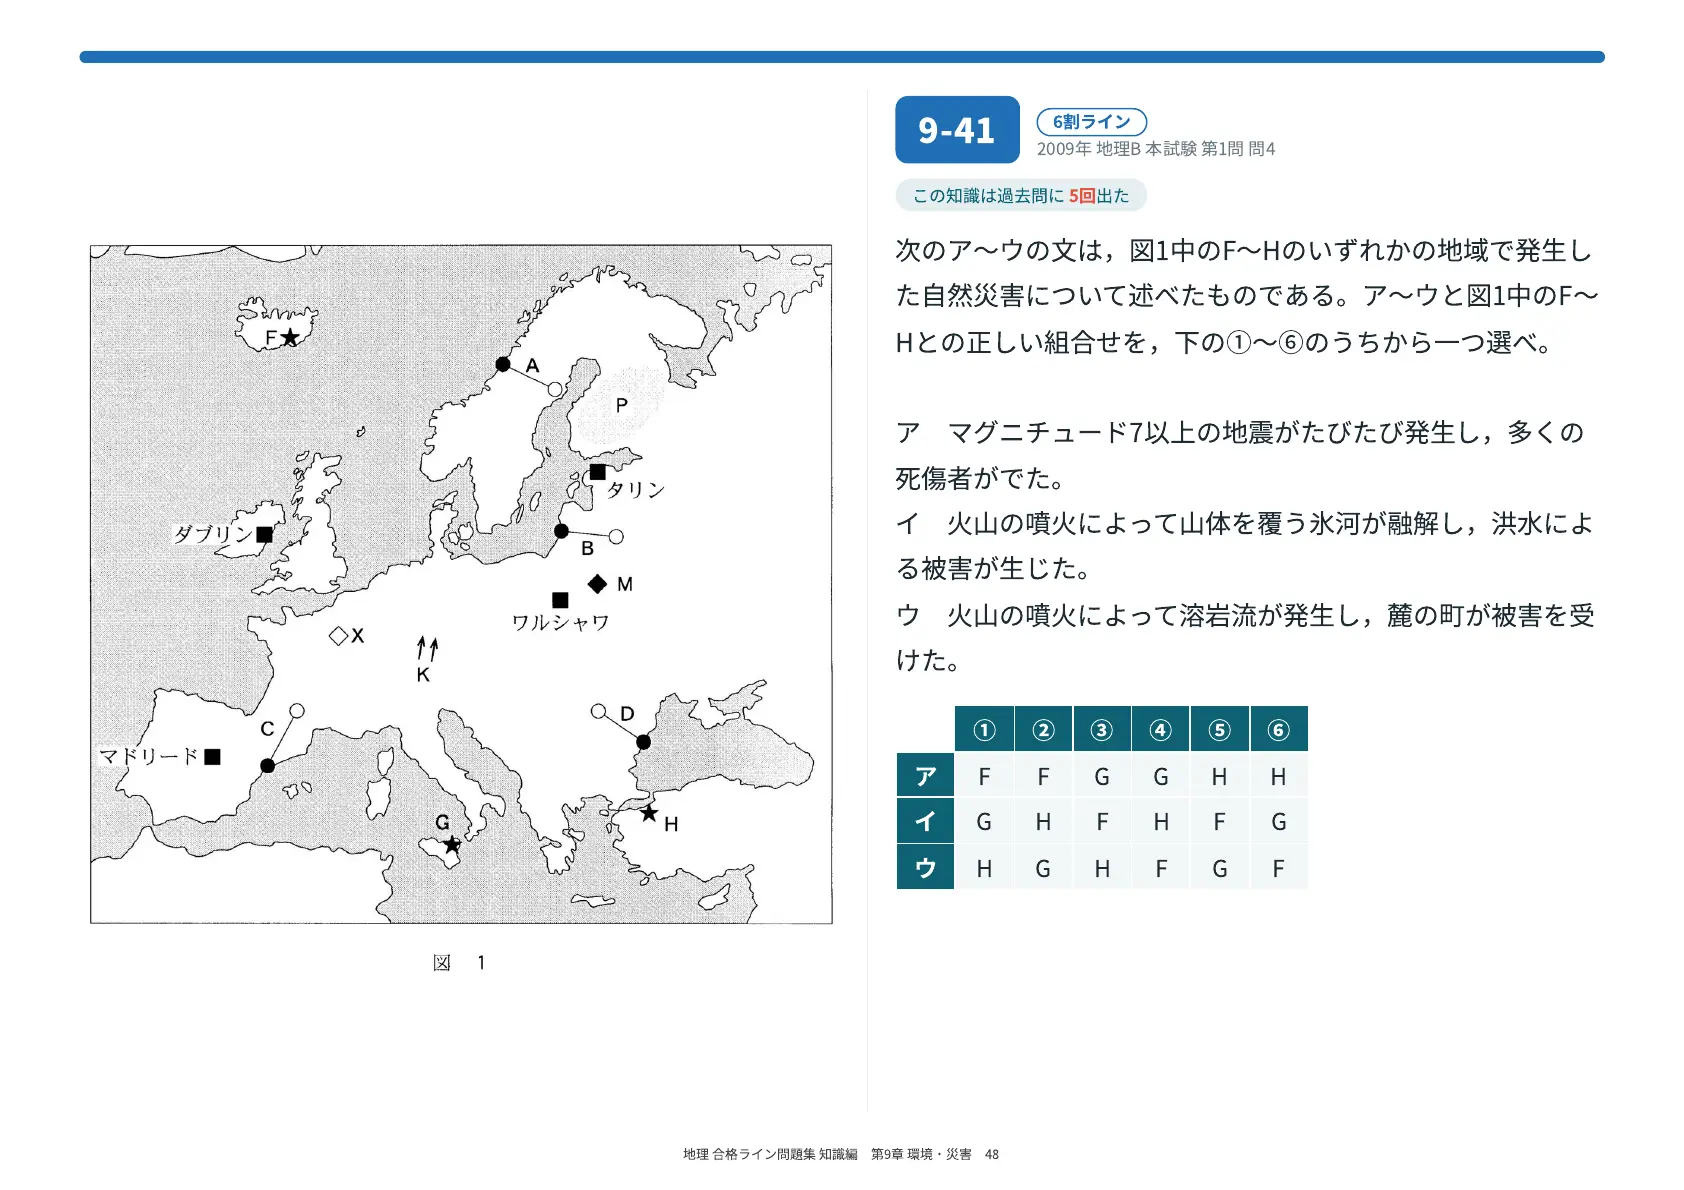 9-41
6割ライン
2009年 地理B 本試験 第1問 問4
この知識は過去問に 5回出た
次のア～ウの文は，図1中のF～Hのいずれかの地域で発生し
た自然災害について述べたものである。ア～ウと図1中のF～
Hとの正しい組合せを，下の①～⑥のうちから一つ選べ。
ア　マグニチュード7以上の地震がたびたび発生し，多くの
死傷者がでた。
イ　火山の噴火によって山体を覆う氷河が融解し，洪水によ
る被害が生じた。
ウ　火山の噴火によって溶岩流が発生し，麓の町が被害を受
けた。
① ② ③ ④ ⑤ ⑥
ア F F G G H H
イ G H F H F G
ウ H G H F G F
F
A
P
タリン
ダブリン
B
M
ワルシャワ
X
K
C
D
マドリード
G
H
図 1
地理 合格ライン問題集 知識編　第9章 環境・災害　48